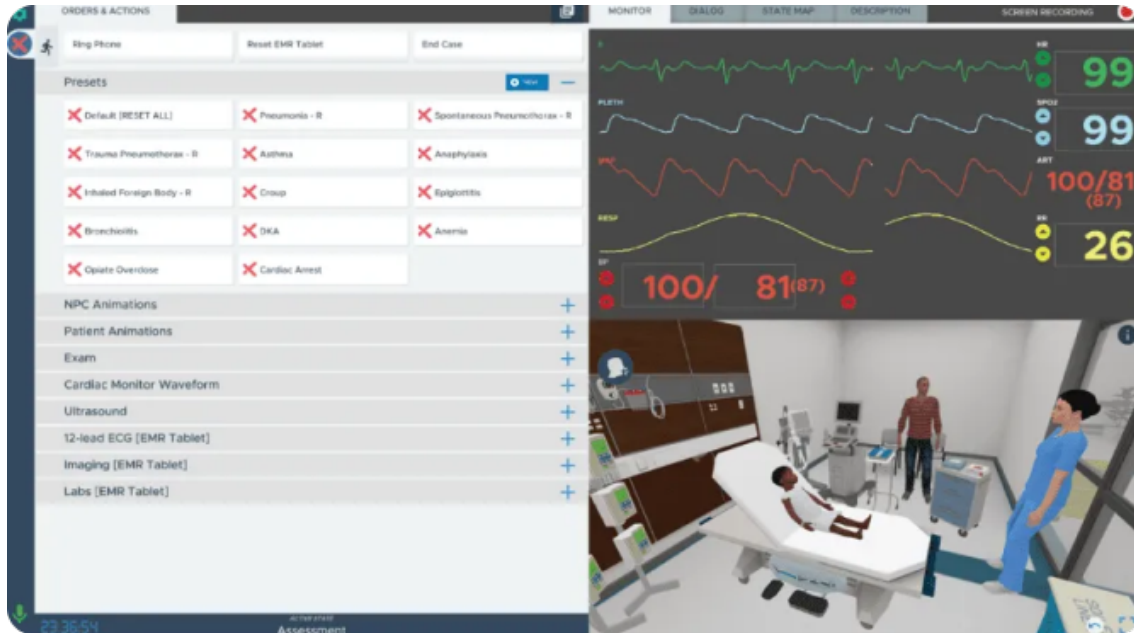 ORDERS & ACTIONS
Ring Phone
Reset EMR Tablet
End Case
Presets
NEW
Default [RESET ALL]
Pneumonia - R
Spontaneous Pneumothorax - R
Trauma Pneumothorax - R
Asthma
Anaphylaxis
Inhaled Foreign Body - R
Croup
Epiglottitis
Bronchiolitis
DKA
Anemia
Opiate Overdose
Cardiac Arrest
NPC Animations
Patient Animations
Exam
Cardiac Monitor Waveform
Ultrasound
12-lead ECG [EMR Tablet]
Imaging [EMR Tablet]
Labs [EMR Tablet]
23:36:54
ACTIVE STATE
Assessment
MONITOR
DIALOG
STATE MAP
DESCRIPTION
SCREEN RECORDING
HR
99
PLETH
SPO2
99
ART
100/81
(87)
RESP
RR
26
BP
100/ 81(87)